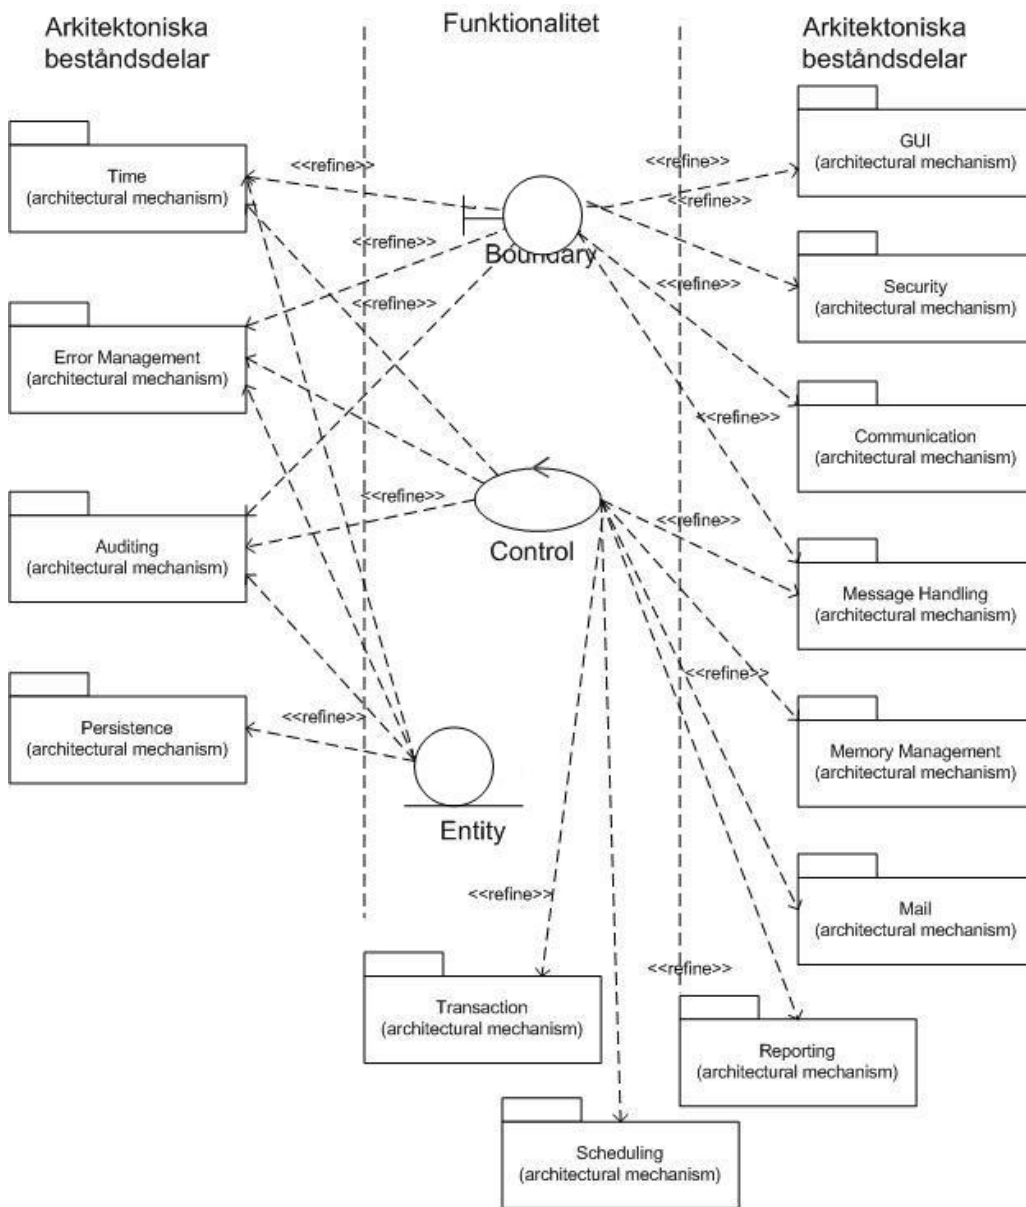 Arkitektoniska
beståndsdelar
Funktionalitet
Arkitektoniska
beståndsdelar
Time
(architectural mechanism)
<<refine>>
<<refine>>
GUI
(architectural mechanism)
<<refine>>
<<refine>>
Boundary
Security
(architectural mechanism)
<<refine>>
<<refine>>
Error Management
(architectural mechanism)
<<refine>>
Communication
(architectural mechanism)
<<refine>>
Auditing
(architectural mechanism)
Control
<<refine>>
Message Handling
(architectural mechanism)
<<refine>>
Persistence
(architectural mechanism)
<<refine>>
Memory Management
(architectural mechanism)
Entity
<<refine>>
Mail
(architectural mechanism)
<<refine>>
Transaction
(architectural mechanism)
Reporting
(architectural mechanism)
Scheduling
(architectural mechanism)